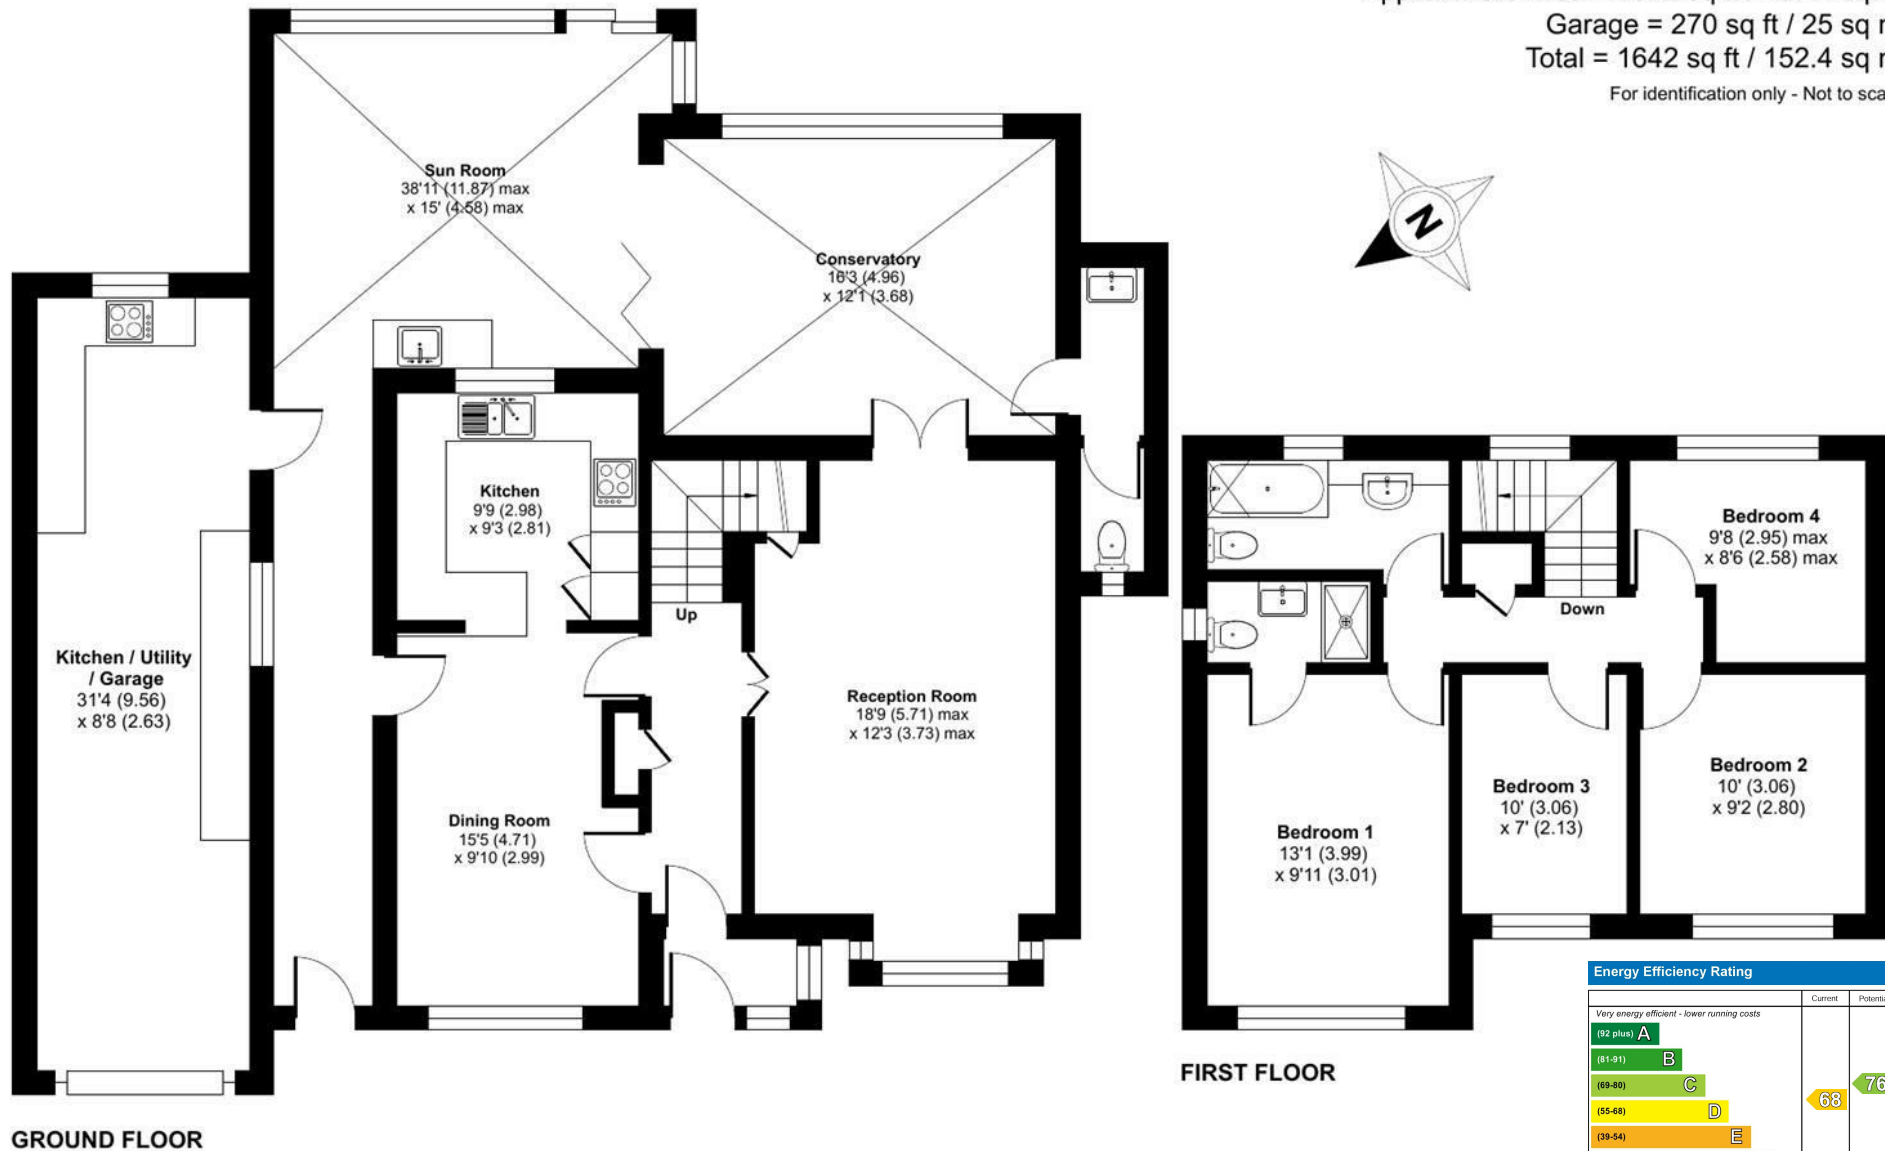 Garage = 270 sq ft / 25 sq
Total = 1642 sq ft / 152.4 sq
For identification only - Not to
Sun Room
38'11 (11.87) max
x 15' (4.58) max
Conservatory
16'3 (4.96)
x 12'1 (3.68)
N
Kitchen
9'9 (2.98)
x 9'3 (2.81)
Up
Kitchen / Utility
/ Garage
31'4 (9.56)
x 8'8 (2.63)
Reception Room
18'9 (5.71) max
x 12'3 (3.73) max
Dining Room
15'5 (4.71)
x 9'10 (2.99)
Bedroom 4
9'8 (2.95) max
x 8'6 (2.58) max
Down
Bedroom 2
10' (3.06)
x 9'2 (2.80)
Bedroom 3
10' (3.06)
x 7' (2.13)
Bedroom 1
13'1 (3.99)
x 9'11 (3.01)
FIRST FLOOR
GROUND FLOOR
Energy Efficiency Rating
Current
Very energy efficient - lower running costs
(92 plus) A
(81-91) B
(69-80) C
(55-68) D
(39-54) E
68
76